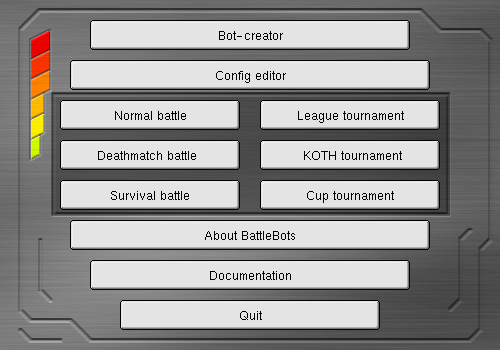 Bot-creator
Config editor
Normal battle
League tournament
Deathmatch battle
KOTH tournament
Survival battle
Cup tournament
About BattleBots
Documentation
Quit